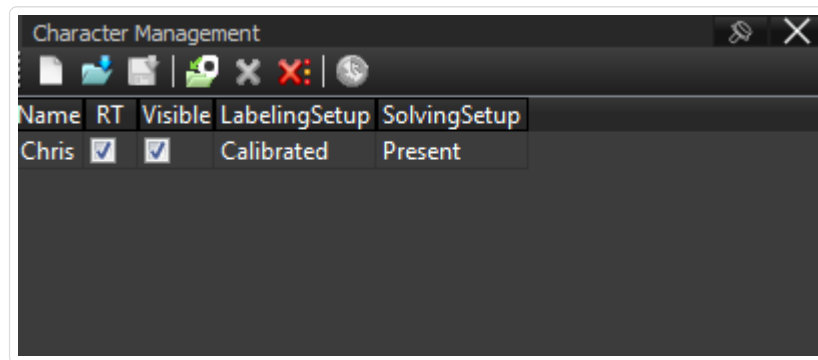 Character Management
Name RT Visible LabelingSetup SolvingSetup
Chris Calibrated Present